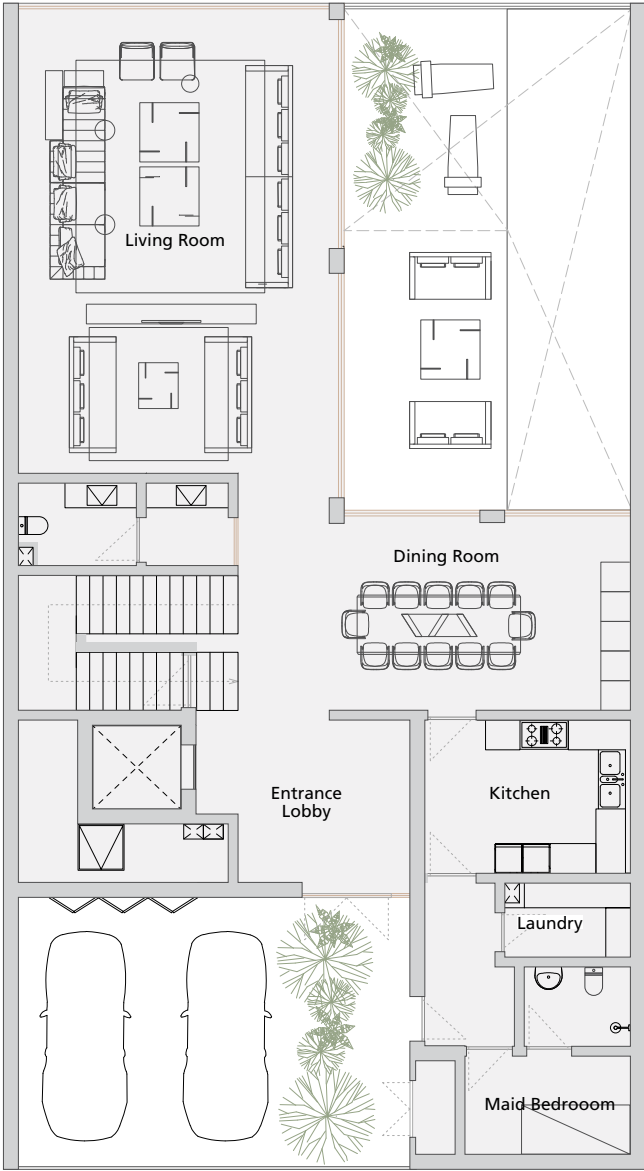 Living Room
Dining Room
Entrance
Lobby
Kitchen
Laundry
Maid Bedrooom